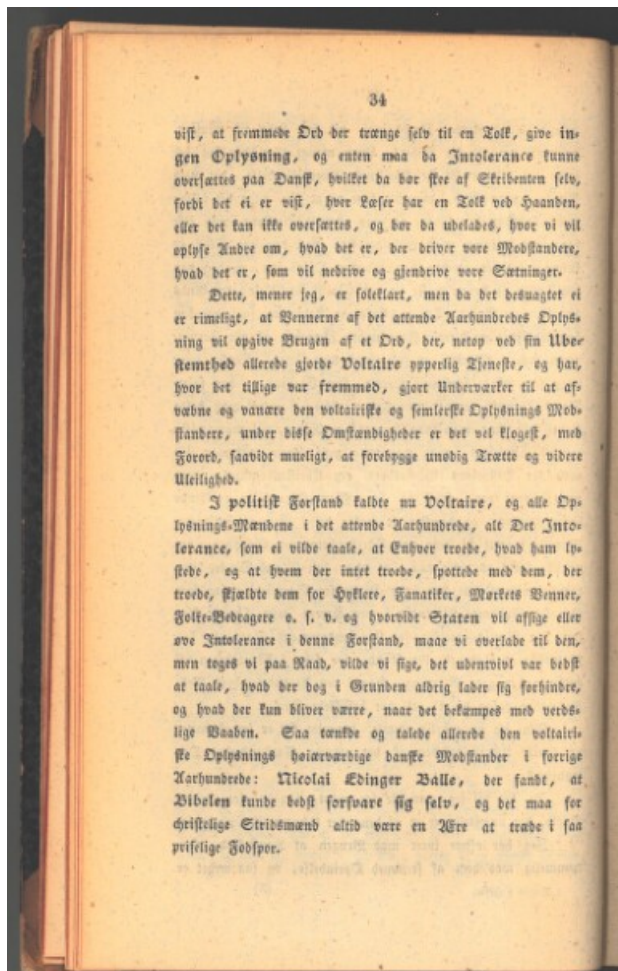 34
vist, at fremmede Ord der trænge selv til en Tolk, give in-
gen Oplysning, og enten maa da Intolerance kunne
oversættes paa Dansk, hvilket da bør skee af Skribenten selv,
fordi det ei er vist, hver Læser har en Tolk ved Haanden,
eller det kan ikke oversættes, og bør da udelades, hvor vi vil
oplyse Andre om, hvad det er, der driver vore Modstandere,
hvad det er, som vil nedrive og gjendrive vore Sætninger.
Dette, mener jeg, er soleklart, men da det desuagtet ei
er rimeligt, at Vennerne af det attende Aarhundredes Oplys-
ning vil opgive Brugen af et Ord, der, netop ved sin Ube-
stemthed allerede gjorde Voltaire ypperlig Tjeneste, og har,
hvor det tillige var fremmed, gjort Underværker til at af-
væbne og vanære den voltairiske og semlerske Oplysnings Mod-
standere, under disse Omstændigheder er det vel klogest, med
Forord, saavidt mueligt, at forebygge unødig Trætte og videre
Uleilighed.
I politisk Forstand kaldte nu Voltaire, og alle Op-
lysnings-Mændene i det attende Aarhundrede, alt Det Into-
lerance, som ei vilde taale, at Enhver troede, hvad ham ly-
stede, og at hvem der intet troede, spottede med dem, der
troede, skjældte dem for Hyklere, Fanatiker, Mørkets Venner,
Folke-Bedragere o. s. v. og hvorvidt Staten vil afsige eller
øve Intolerance i denne Forstand, maae vi overlade til den,
men toges vi paa Raad, vilde vi sige, det udentvivl var bedst
at taale, hvad der dog i Grunden aldrig lader sig forhindre,
og hvad der kun bliver værre, naar det bekæmpes med verds-
lige Vaaben. Saa tænkde og talede allerede den voltairi-
ske Oplysnings høiærværdige danske Modstander i forrige
Aarhundrede: Nicolai Edinger Balle, der fandt, at
Bibelen kunde bedst forsvare sig selv, og det maa for
christelige Stridsmænd altid være en Ære at træde i saa
priselige Fodspor.